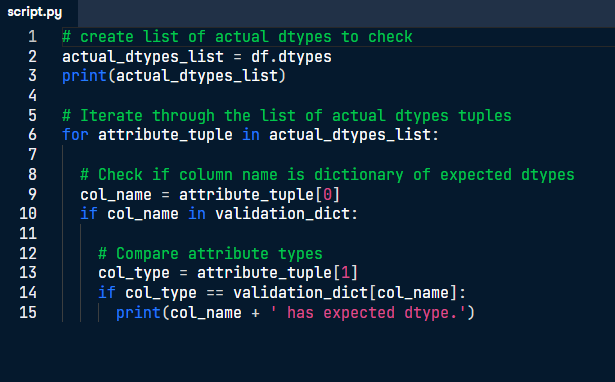 script.py
1 # create list of actual dtypes to check
2 actual_dtypes_list = df.dtypes
3 print(actual_dtypes_list)
4
5 # Iterate through the list of actual dtypes tuples
6 for attribute_tuple in actual_dtypes_list:
7
8 # Check if column name is dictionary of expected dtypes
9 col_name = attribute_tuple[0]
10 if col_name in validation_dict:
11
12 # Compare attribute types
13 col_type = attribute_tuple[1]
14 if col_type == validation_dict[col_name]:
15 print(col_name + ' has expected dtype.')